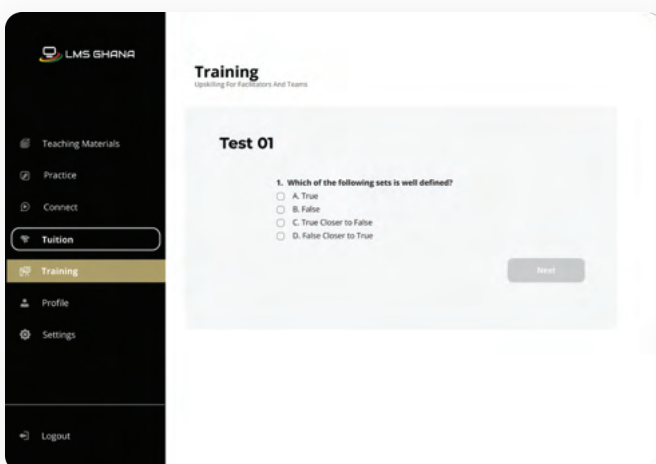 LMS GHANA
Teaching Materials
Practice
Connect
Tuition
Training
Profile
Settings
Logout
Training
Upskilling For Facilitators And Teams
Test 01
1. Which of the following sets is well defined?
A. True
B. False
C. True Closer to False
D. False Closer to True
Next